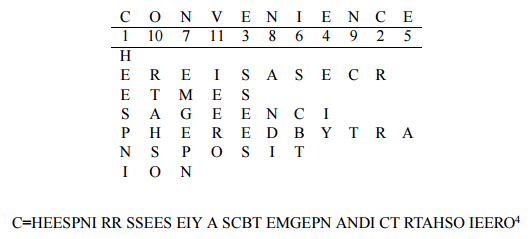 C O N V E N I E N C E
1 10 7 11 3 8 6 4 9 2 5
H
E R E I S A S E C R
E T M E S
S A G E E N C I
P H E R E D B Y T R A
N S P O S I T
I O N
C=HEESPNI RR SSEES EIY A SCBT EMGEPN ANDI CT RTAHSO IEERO4